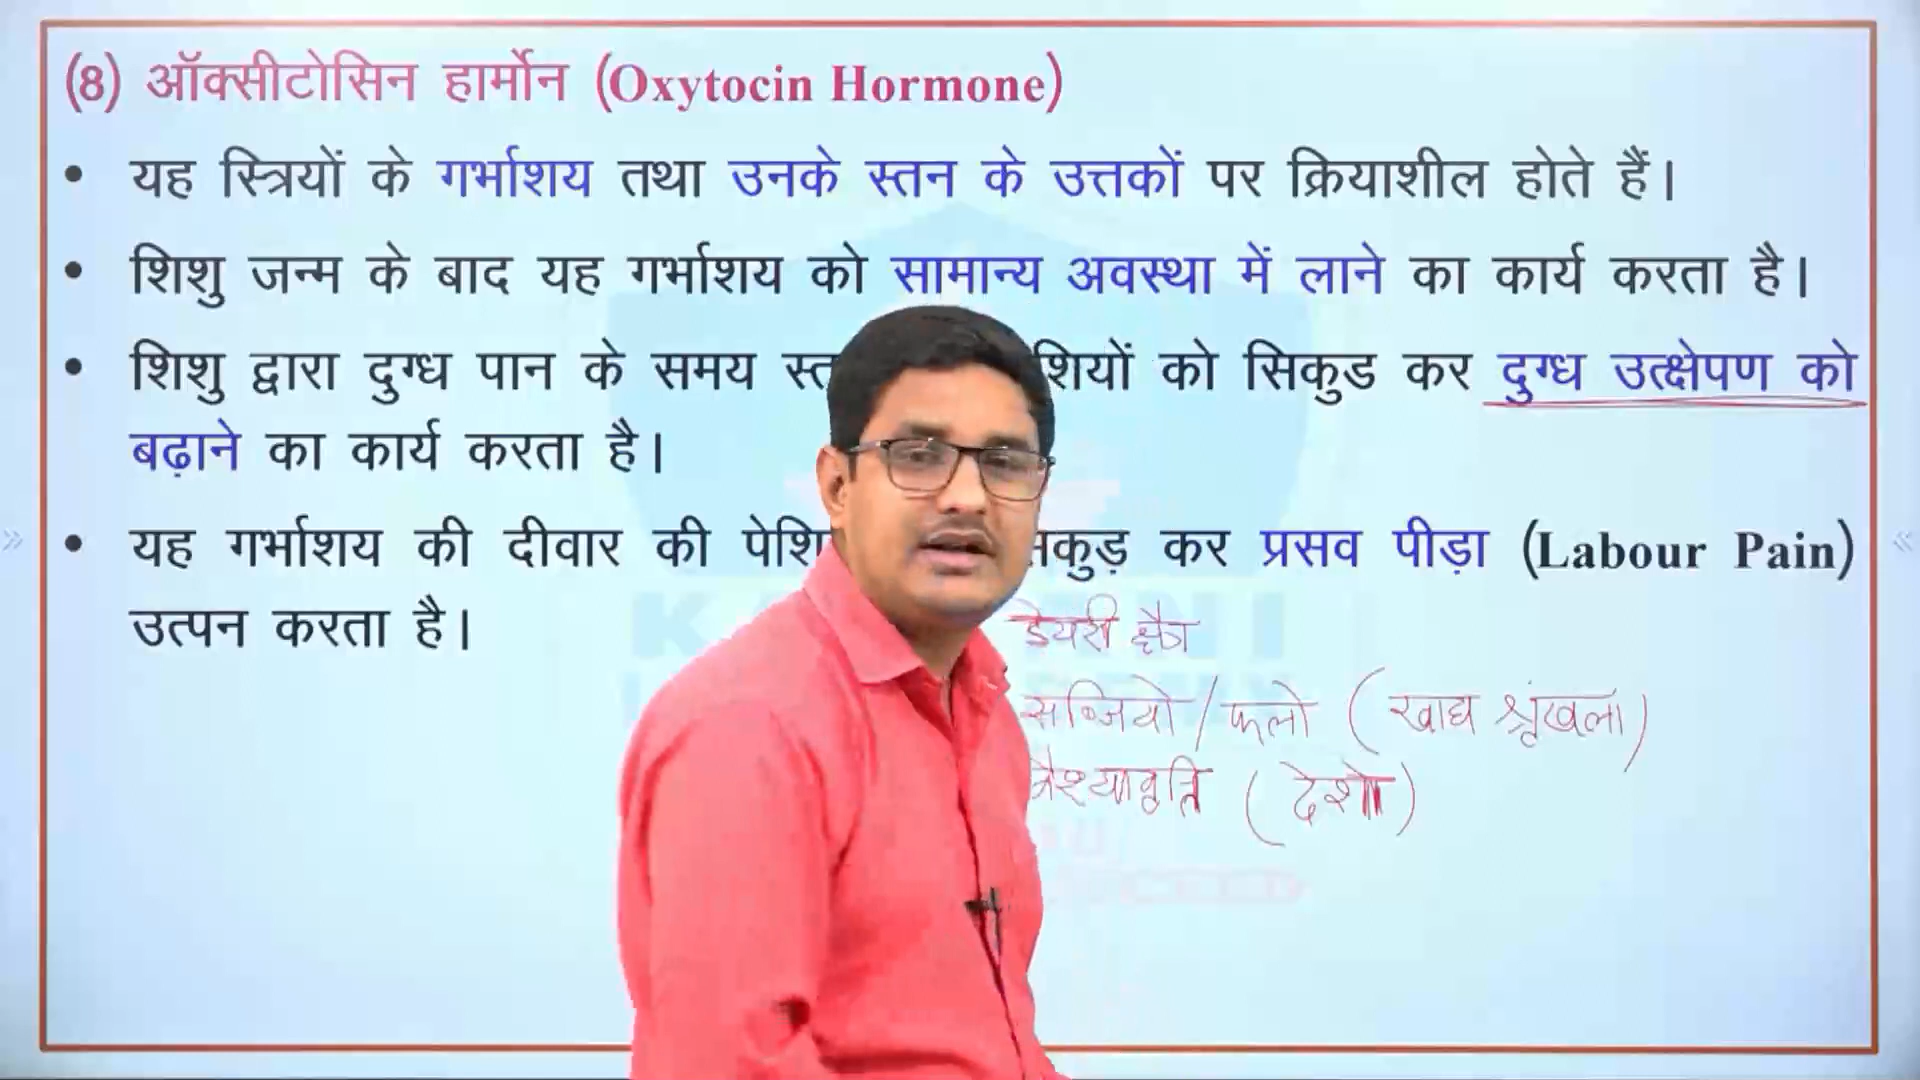 (8) ऑक्सीटोसिन हार्मोन (Oxytocin Hormone)
• यह स्त्रियों के गर्भाशय तथा उनके स्तन के उत्तकों पर क्रियाशील होते हैं।
• शिशु जन्म के बाद यह गर्भाशय को सामान्य अवस्था में लाने का कार्य करता है।
• शिशु द्वारा दुग्ध पान के समय को सिकुड कर दुग्ध उत्क्षेपण को
बढ़ाने का कार्य करता है।
• यह गर्भाशय की दीवार की कर प्रसव पीड़ा (Labour Pain)
उत्पन करता है।
डेयरी क्षेत्र
सब्जियो / फलो (खाद्य श्रृंखला)
(देशो)